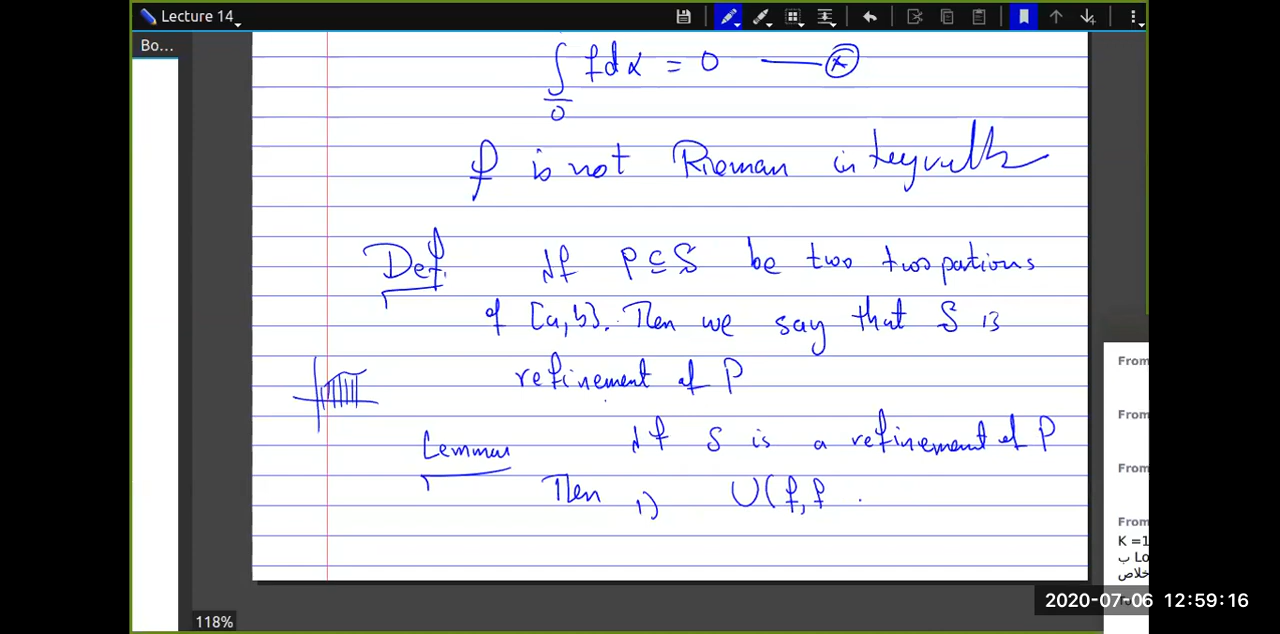 Lecture 14
Bo...
∫ f dα = 0 —— (*)
0
f is not Rieman integrable
Def. If P ⊆ S be two two partions
of [a,b]. Then we say that S is
refinement of P
Lemma If S is a refinement of P
Then 1) U(f,P
From
From
From
From
K =1
ب Lo
خلاص
118%
2020-07-06 12:59:16